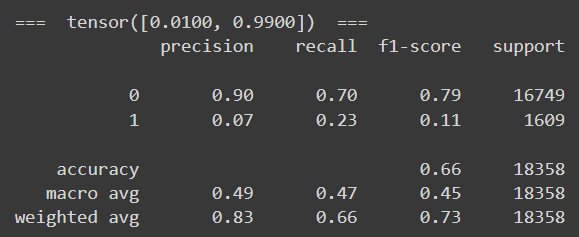 === tensor([0.0100, 0.9900]) ===
precision recall f1-score support
0 0.90 0.70 0.79 16749
1 0.07 0.23 0.11 1609
accuracy 0.66 18358
macro avg 0.49 0.47 0.45 18358
weighted avg 0.83 0.66 0.73 18358